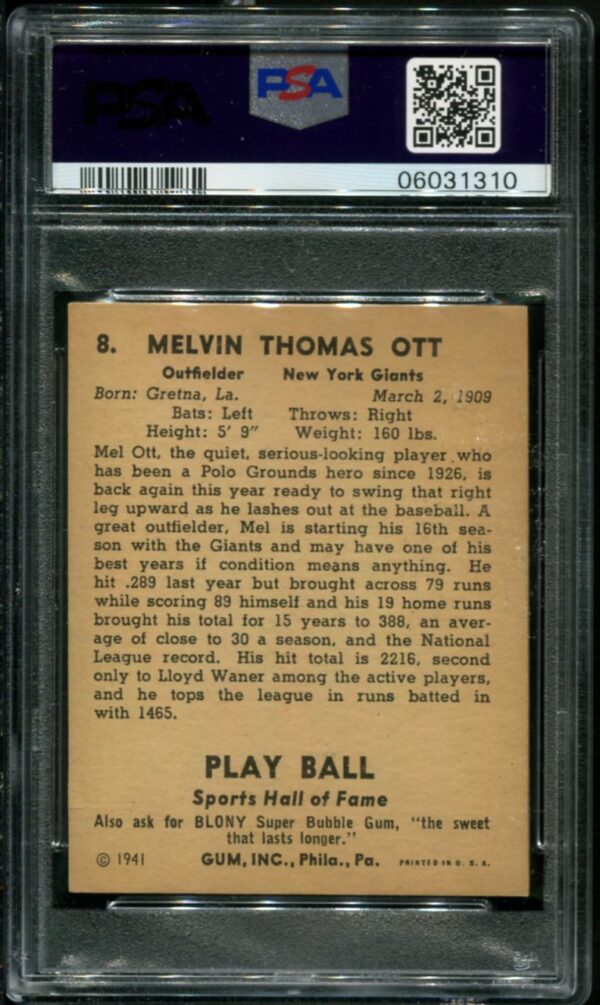 PSA
PSA
06031310
8. MELVIN THOMAS OTT
Outfielder New York Giants
Born: Gretna, La. March 2, 1909
Bats: Left Throws: Right
Height: 5' 9" Weight: 160 lbs.
Mel Ott, the quiet, serious-looking player who
has been a Polo Grounds hero since 1926, is
back again this year ready to swing that right
leg upward as he lashes out at the baseball. A
great outfielder, Mel is starting his 16th sea-
son with the Giants and may have one of his
best years if condition means anything. He
hit .289 last year but brought across 79 runs
while scoring 89 himself and his 19 home runs
brought his total for 15 years to 388, an aver-
age of close to 30 a season, and the National
League record. His hit total is 2216, second
only to Lloyd Waner among the active players,
and he tops the league in runs batted in
with 1465.
PLAY BALL
Sports Hall of Fame
Also ask for BLONY Super Bubble Gum, "the sweet
that lasts longer."
© 1941 GUM, INC., Phila., Pa. PRINTED IN U. S. A.